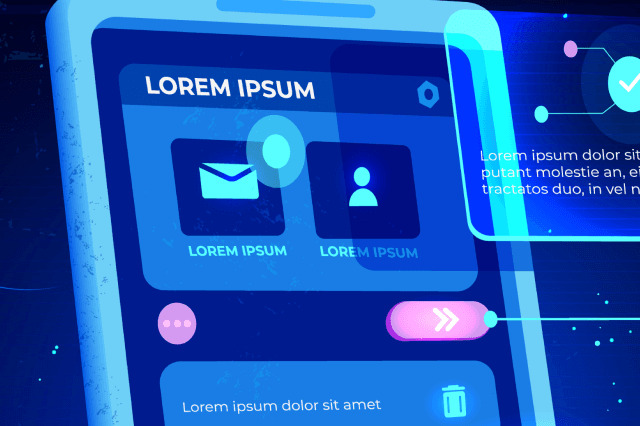 LOREM IPSUM
LOREM IPSUM
LOREM IPSUM
Lorem ipsum dolor sit amet
Lorem ipsum dolor sit
putant molestie an, ei
tractatos duo, in vel n